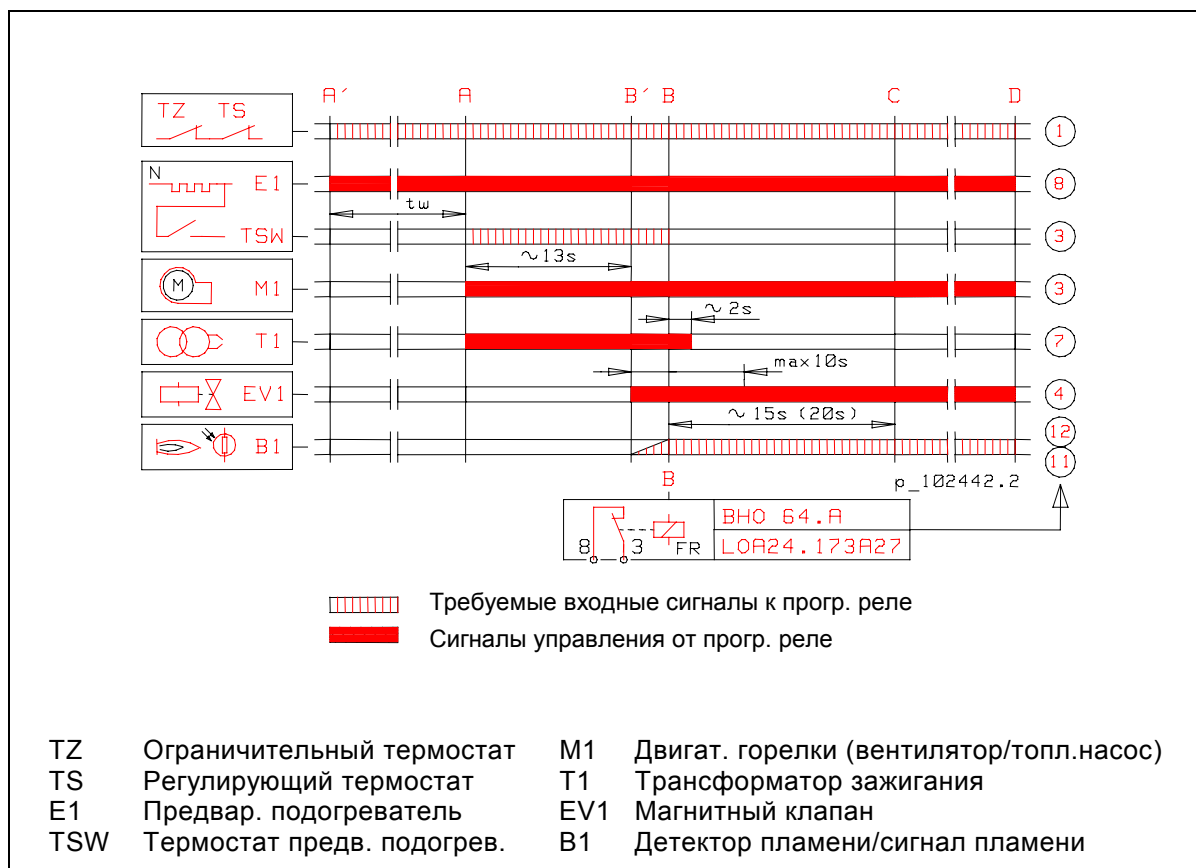 A´ A B´ B C D
TZ TS 1
N E1 8
tw
TSW 3
~13s
M M1 3
~2s
T1 7
max10s
EV1 4
~15s (20s)
12
B1 11
B p_102442.2
BHO 64.A
8 3 FR LOA24.173A27
Требуемые входные сигналы к прогр. реле
Сигналы управления от прогр. реле
TZ Ограничительный термостат M1 Двигат. горелки (вентилятор/топл.насос)
TS Регулирующий термостат T1 Трансформатор зажигания
E1 Предвар. подогреватель EV1 Магнитный клапан
TSW Термостат предв. подогрев. B1 Детектор пламени/сигнал пламени